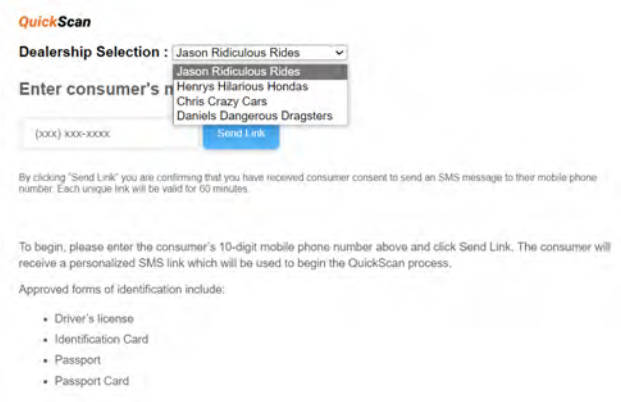 QuickScan
Dealership Selection : Jason Ridiculous Rides
Jason Ridiculous Rides
Henrys Hilarious Hondas
Chris Crazy Cars
Daniels Dangerous Dragsters
Enter consumer's
(xxx) xxx-xxxx
Send Link
By clicking "Send Link" you are confirming that you have received consumer consent to send an SMS message to their mobile phone
number. Each unique link will be valid for 60 minutes.
To begin, please enter the consumer's 10-digit mobile phone number above and click Send Link. The consumer will
receive a personalized SMS link which will be used to begin the QuickScan process.
Approved forms of identification include:
• Driver's license
• Identification Card
• Passport
• Passport Card